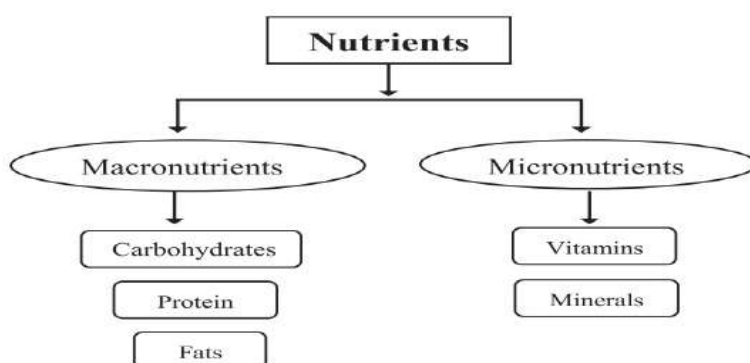 Nutrients
Macronutrients
Micronutrients
Carbohydrates
Vitamins
Protein
Minerals
Fats